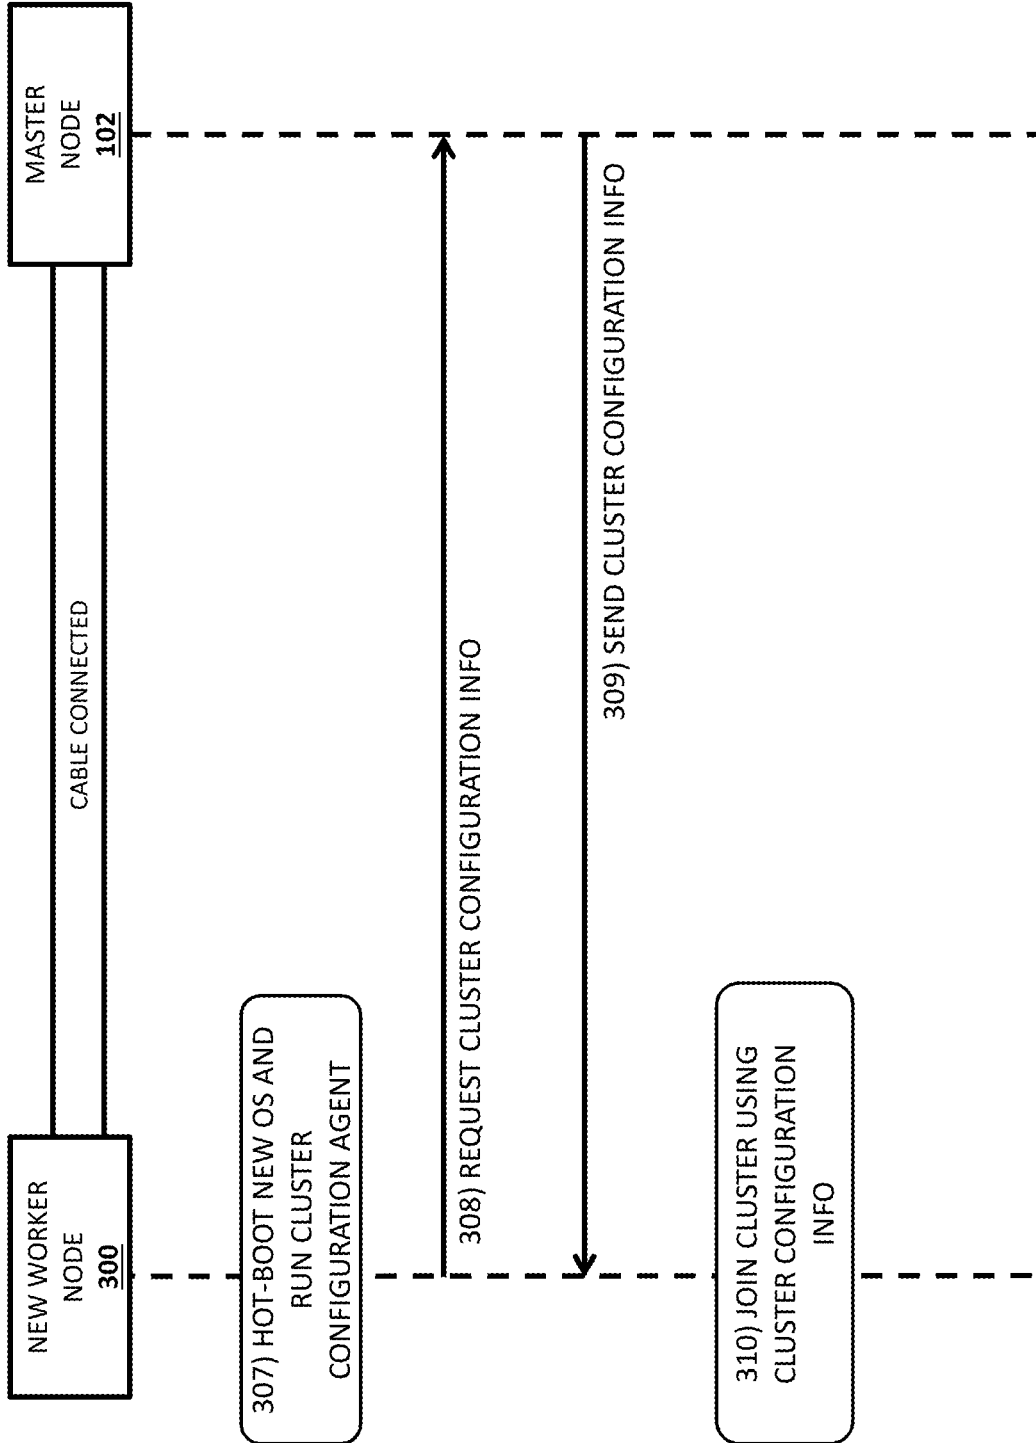 NEW WORKER
NODE
300
CABLE CONNECTED
MASTER
NODE
102
307) HOT-BOOT NEW OS AND
RUN CLUSTER
CONFIGURATION AGENT
308) REQUEST CLUSTER CONFIGURATION INFO
309) SEND CLUSTER CONFIGURATION INFO
310) JOIN CLUSTER USING
CLUSTER CONFIGURATION
INFO